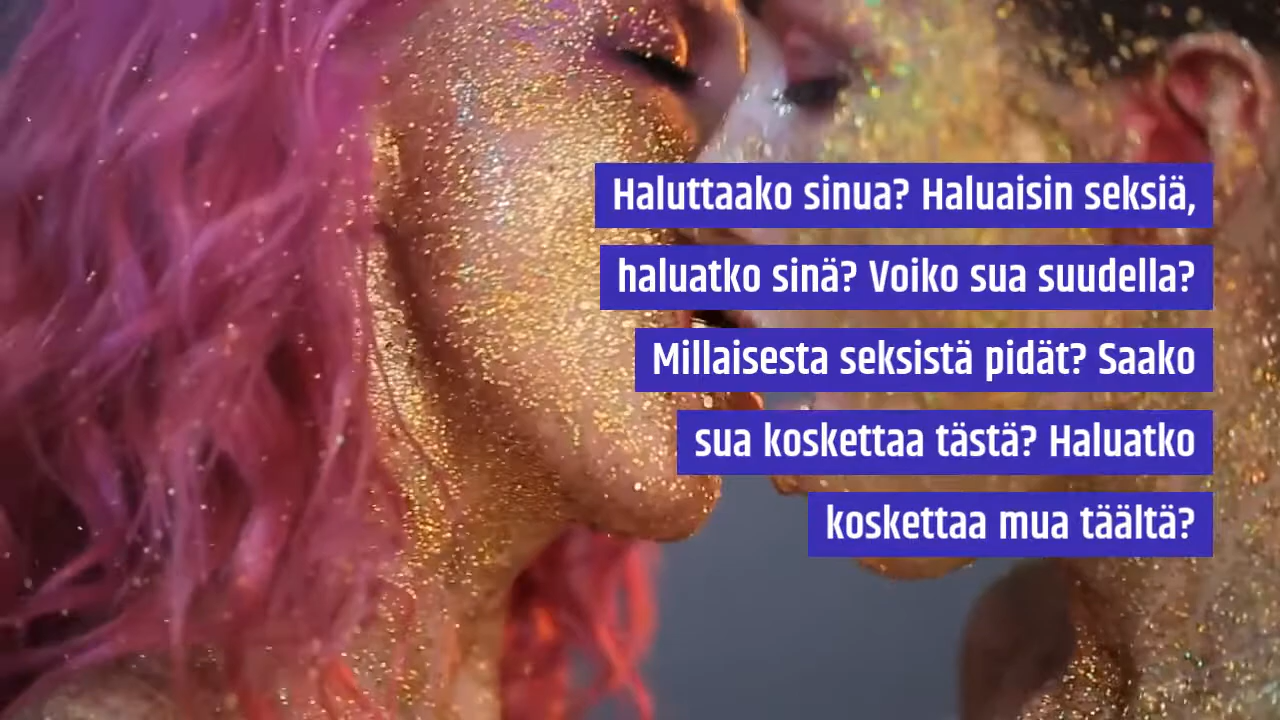 Haluttaako sinua? Haluaisin seksiä,
haluatko sinä? Voiko sua suudella?
Millaisesta seksistä pidät? Saako
sua koskettaa tästä? Haluatko
koskettaa mua täältä?